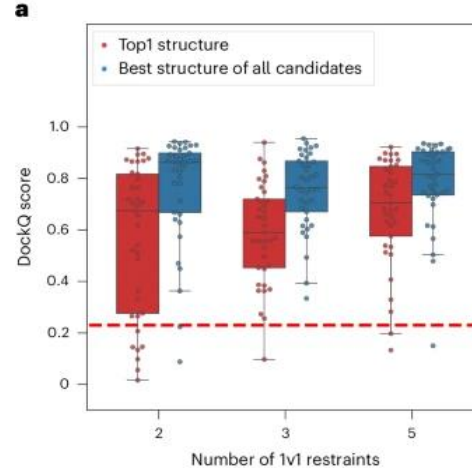 a
Top1 structure
Best structure of all candidates
1.0
0.8
0.6
0.4
0.2
0
DockQ score
2
3
5
Number of 1v1 restraints